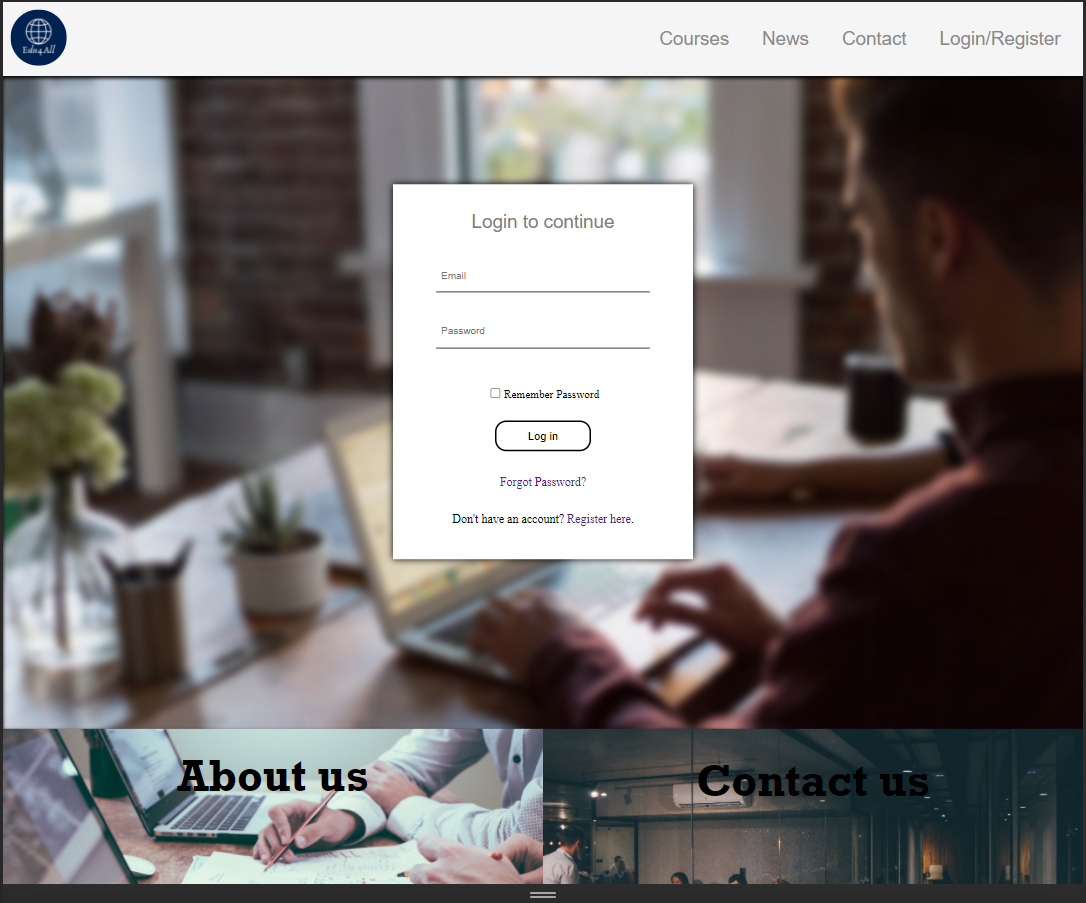 Edu4All
Courses News Contact Login/Register
Login to continue
Email
Password
Remember Password
Log in
Forgot Password?
Don't have an account? Register here.
About us
Contact us